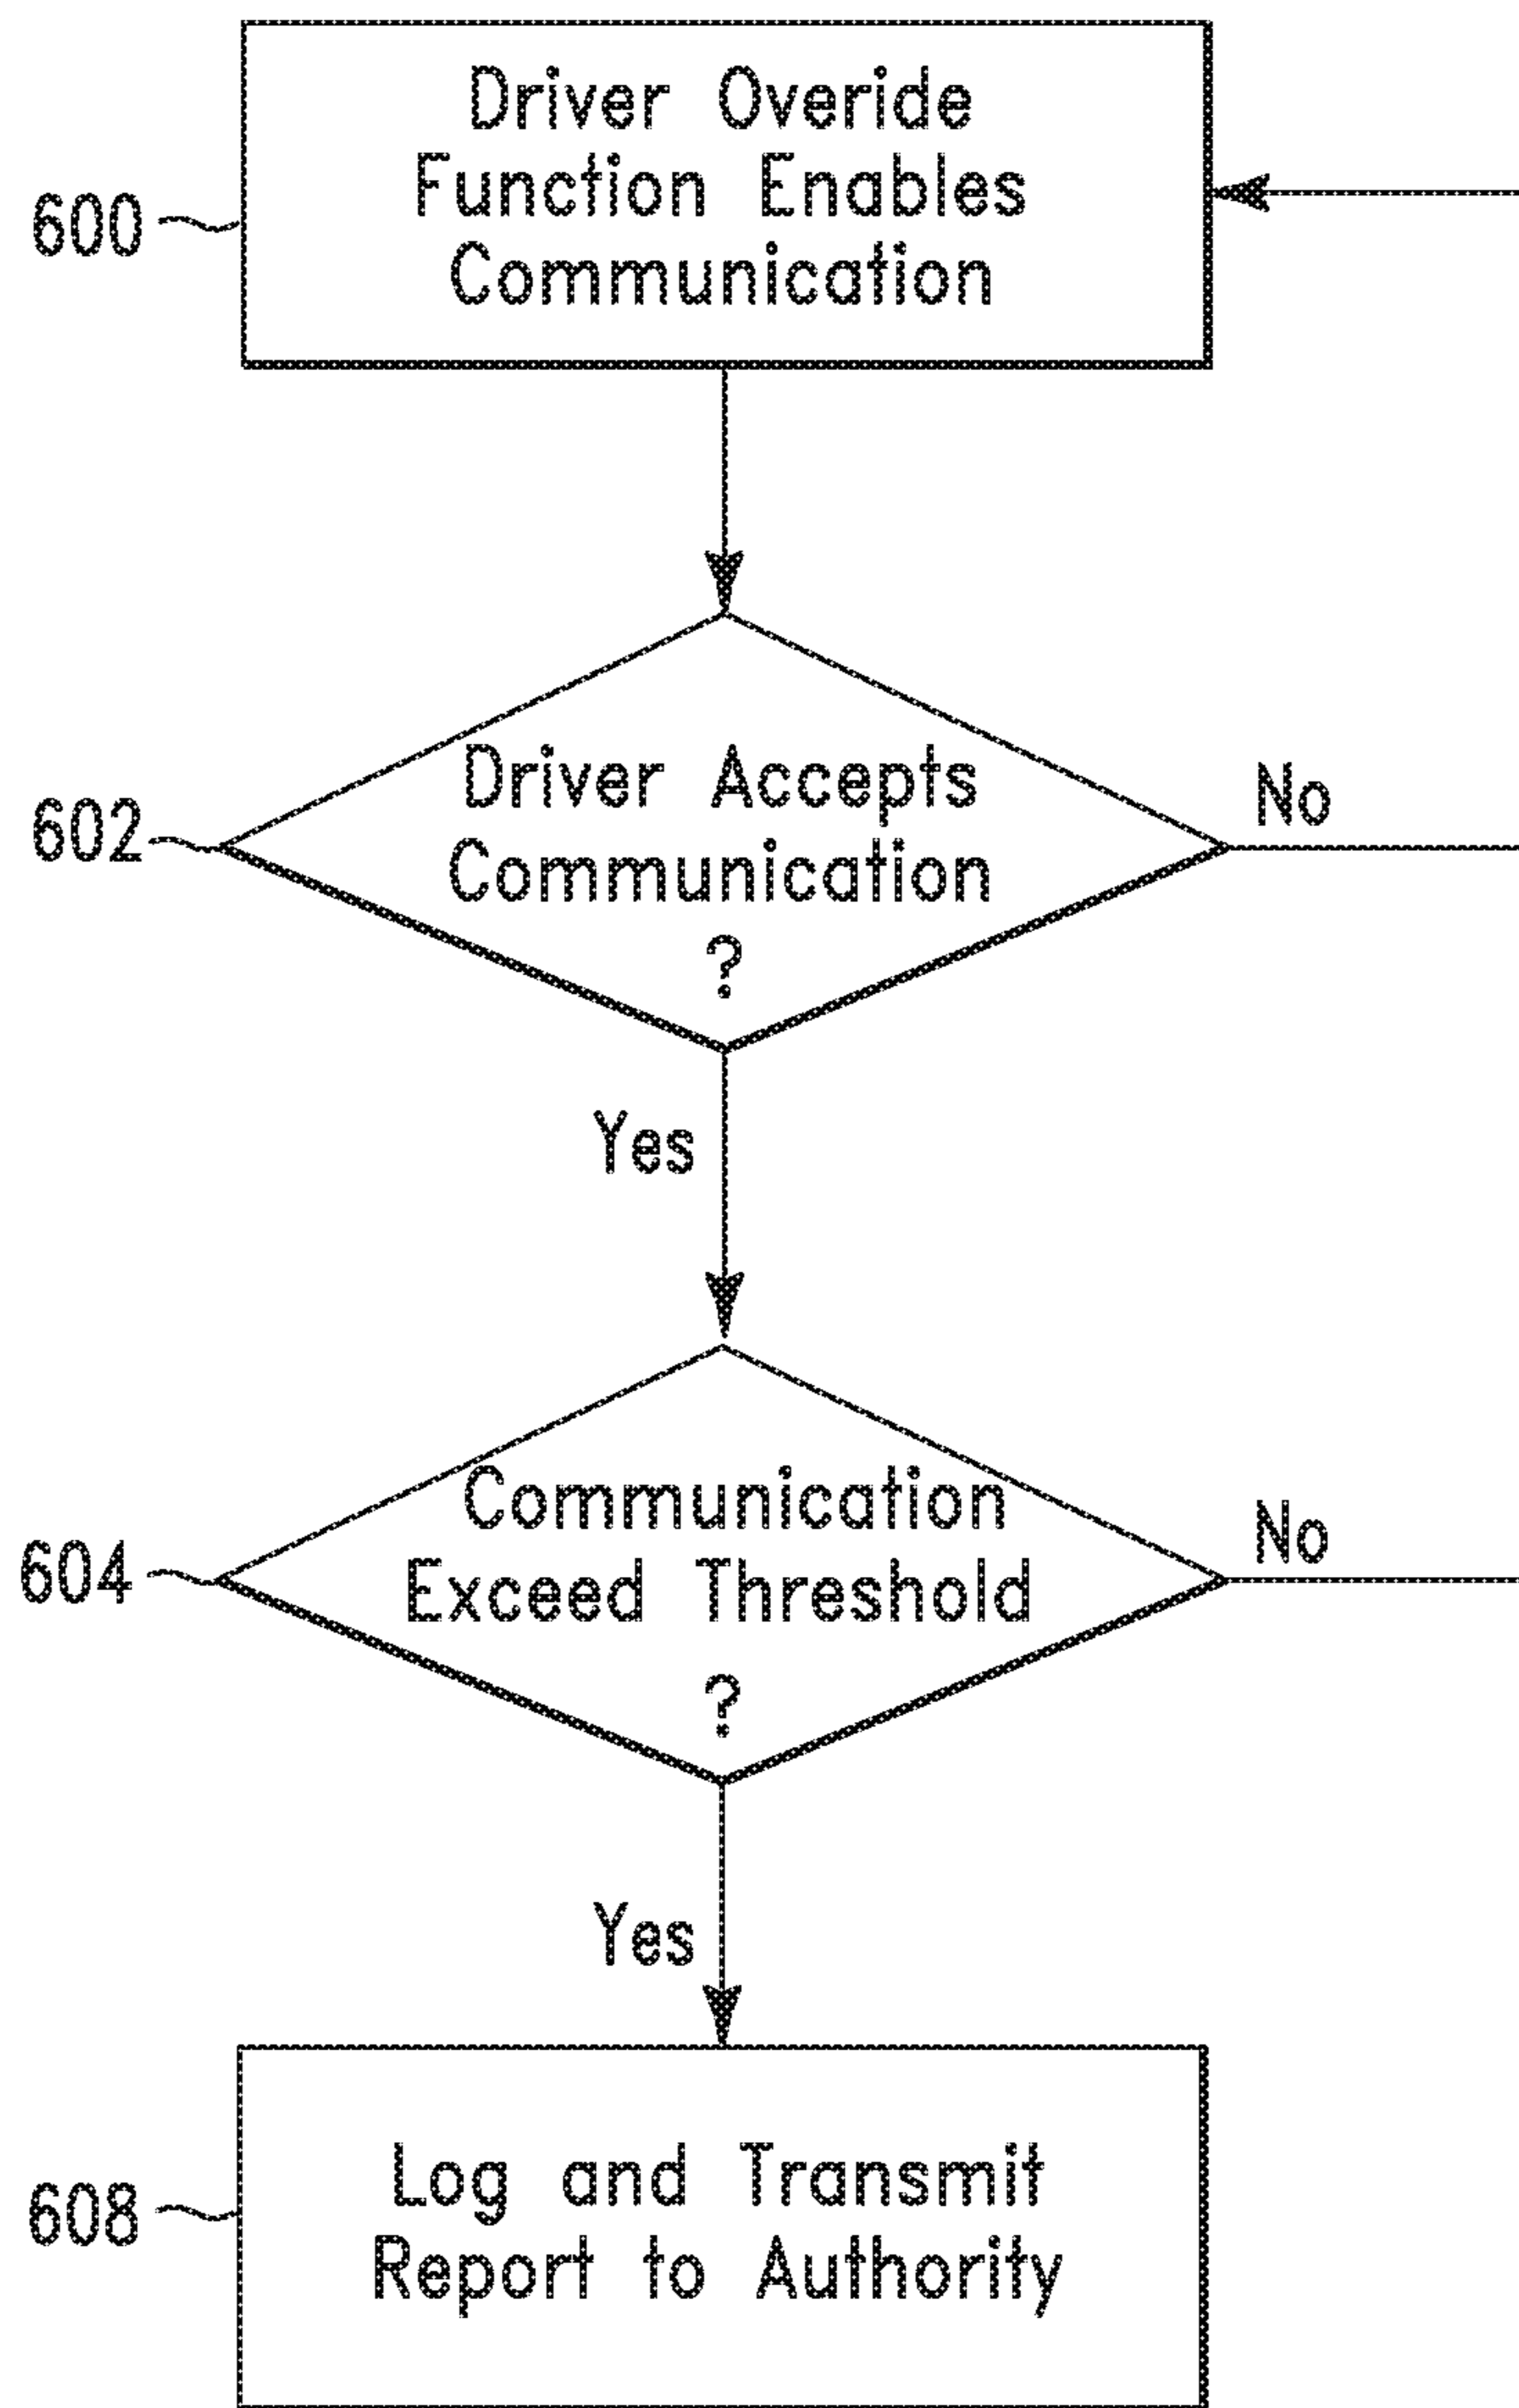 Driver Overide
Function Enables
Communication
600
Driver Accepts
Communication
?
602
No
Yes
Communication
Exceed Threshold
?
604
No
Yes
Log and Transmit
Report to Authority
608